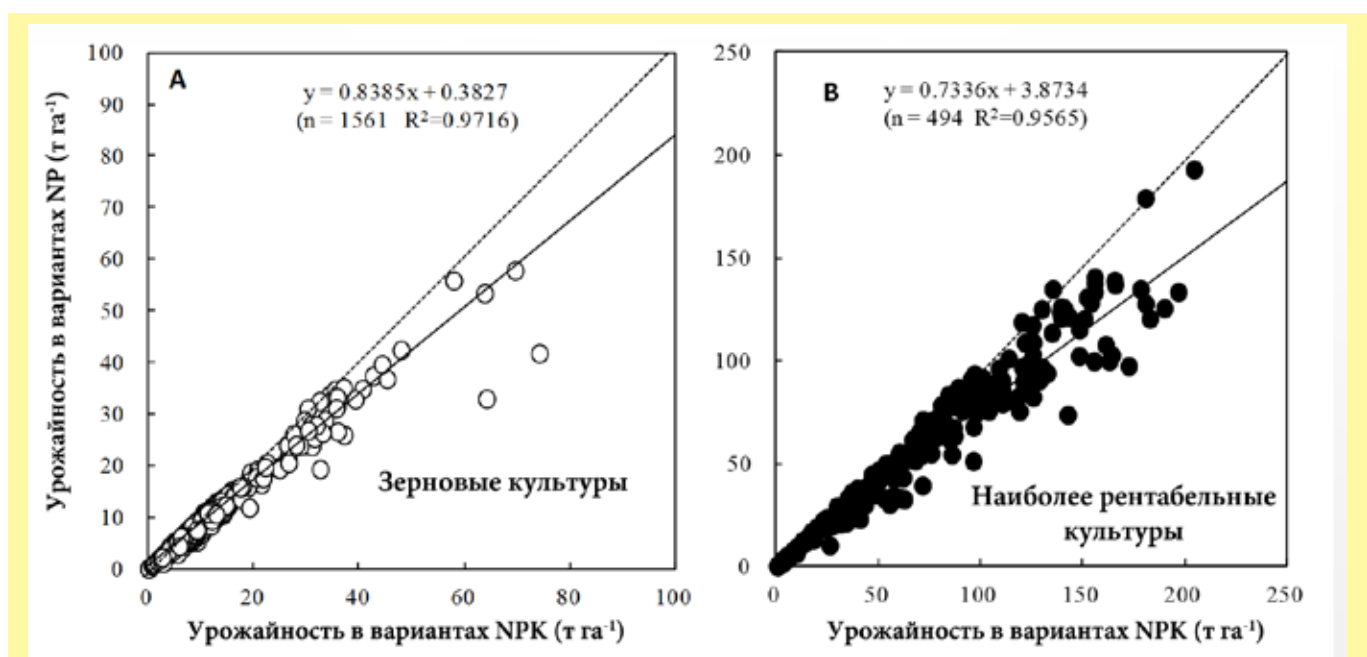 Урожайность в вариантах NP (т га⁻¹)
100
90
80
70
60
50
40
30
20
10
0
A
y = 0.8385x + 0.3827
(n = 1561 R²=0.9716)
Зерновые культуры
0 20 40 60 80 100
Урожайность в вариантах NPK (т га⁻¹)
250
200
150
100
50
0
B
y = 0.7336x + 3.8734
(n = 494 R²=0.9565)
Наиболее рентабельные
культуры
0 50 100 150 200 250
Урожайность в вариантах NPK (т га⁻¹)